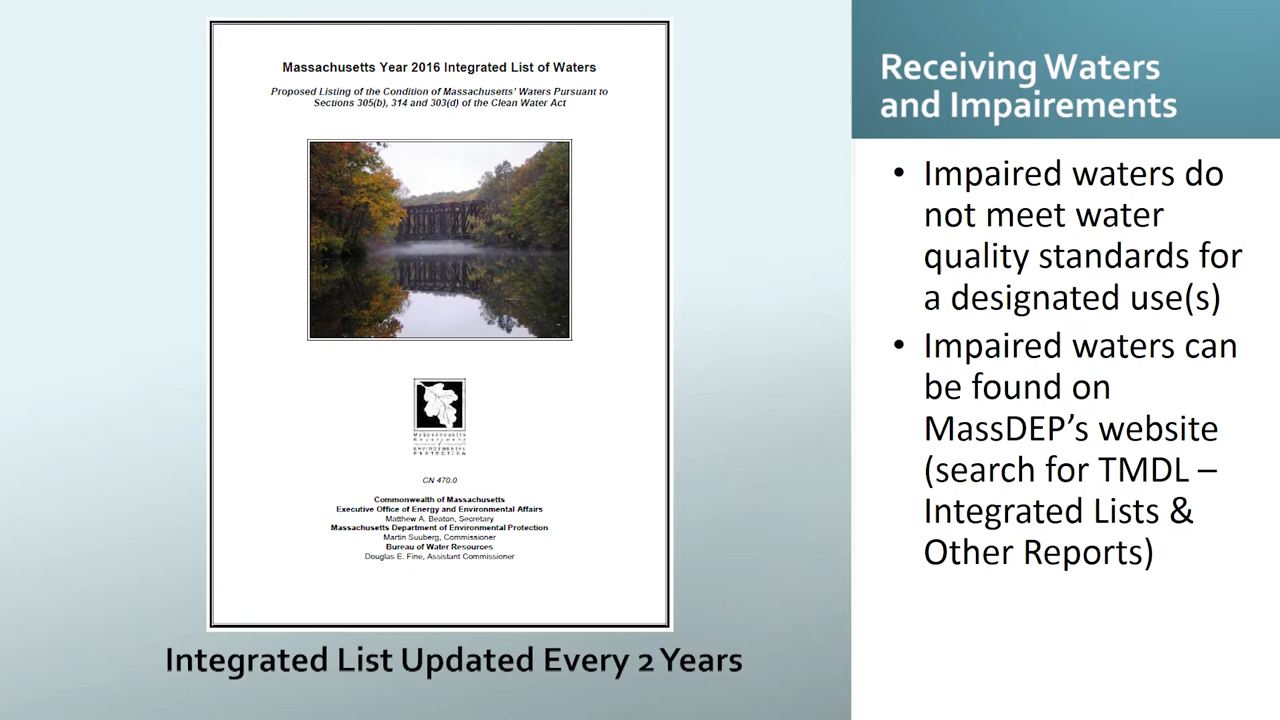 Massachusetts Year 2016 Integrated List of Waters
Proposed Listing of the Condition of Massachusetts' Waters Pursuant to
Sections 305(b), 314 and 303(d) of the Clean Water Act
Massachusetts
Department
of
ENVIRONMENTAL
PROTECTION
CN 470.0
Commonwealth of Massachusetts
Executive Office of Energy and Environmental Affairs
Matthew A. Beaton, Secretary
Massachusetts Department of Environmental Protection
Martin Suuberg, Commissioner
Bureau of Water Resources
Douglas E. Fine, Assistant Commissioner
Integrated List Updated Every 2 Years
Receiving Waters
and Impairements
• Impaired waters do
not meet water
quality standards for
a designated use(s)
• Impaired waters can
be found on
MassDEP's website
(search for TMDL –
Integrated Lists &
Other Reports)